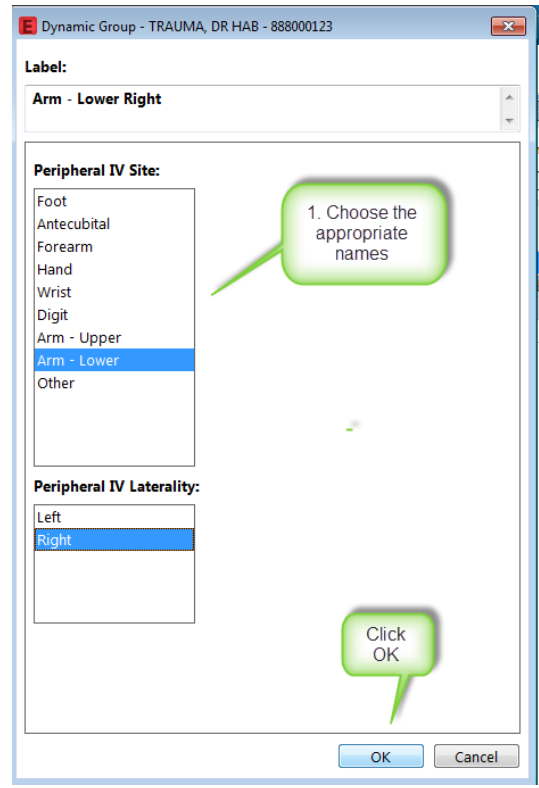 E Dynamic Group - TRAUMA, DR HAB - 888000123
Label:
Arm - Lower Right
Peripheral IV Site:
Foot
Antecubital
Forearm
Hand
Wrist
Digit
Arm - Upper
Arm - Lower
Other
1. Choose the
appropriate
names
Peripheral IV Laterality:
Left
Right
Click
OK
OK Cancel